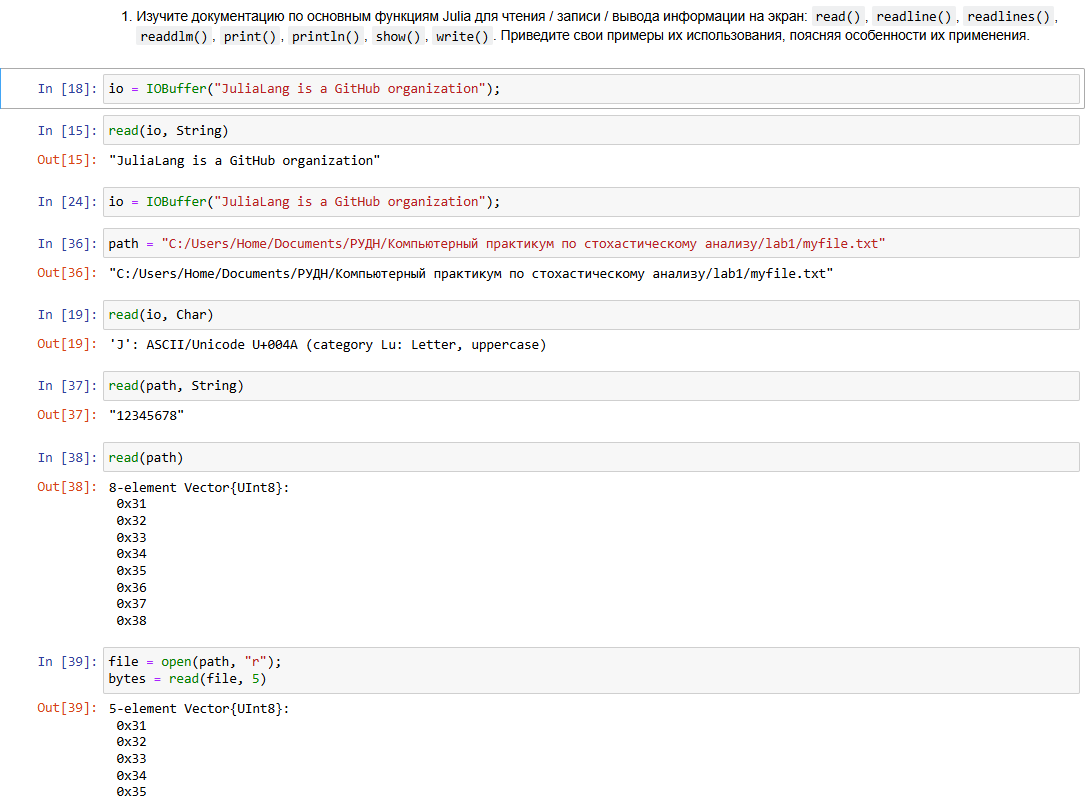 1. Изучите документацию по основным функциям Julia для чтения / записи / вывода информации на экран: read(), readline(), readlines(),
readdlm(), print(), println(), show(), write(). Приведите свои примеры их использования, поясняя особенности их применения.
In [18]: io = IOBuffer("JuliaLang is a GitHub organization");
In [15]: read(io, String)
Out[15]: "JuliaLang is a GitHub organization"
In [24]: io = IOBuffer("JuliaLang is a GitHub organization");
In [36]: path = "C:/Users/Home/Documents/РУДН/Компьютерный практикум по стохастическому анализу/lab1/myfile.txt"
Out[36]: "C:/Users/Home/Documents/РУДН/Компьютерный практикум по стохастическому анализу/lab1/myfile.txt"
In [19]: read(io, Char)
Out[19]: 'J': ASCII/Unicode U+004A (category Lu: Letter, uppercase)
In [37]: read(path, String)
Out[37]: "12345678"
In [38]: read(path)
Out[38]: 8-element Vector{UInt8}:
0x31
0x32
0x33
0x34
0x35
0x36
0x37
0x38
In [39]: file = open(path, "r");
bytes = read(file, 5)
Out[39]: 5-element Vector{UInt8}:
0x31
0x32
0x33
0x34
0x35